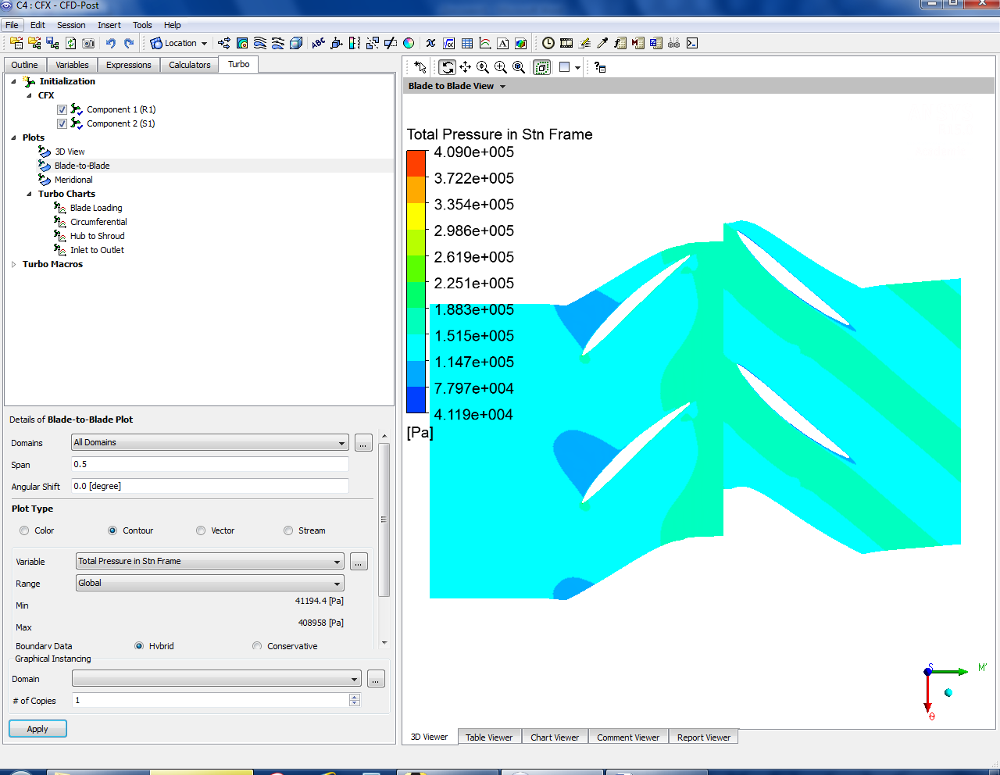 C4 : CFX - CFD-Post
File Edit Session Insert Tools Help
Location
Outline Variables Expressions Calculators Turbo
Initialization
CFX
Component 1 (R1)
Component 2 (S1)
Plots
3D View
Blade-to-Blade
Meridional
Turbo Charts
Blade Loading
Circumferential
Hub to Shroud
Inlet to Outlet
Turbo Macros
Details of Blade-to-Blade Plot
Domains All Domains ...
Span 0.5
Angular Shift 0.0 [degree]
Plot Type
Color Contour Vector Stream
Variable Total Pressure in Stn Frame ...
Range Global
Min 41194.4 [Pa]
Max 408958 [Pa]
Boundary Data Hybrid Conservative
Graphical Instancing
Domain ...
# of Copies 1
Apply
Blade to Blade View
Total Pressure in Stn Frame
4.090e+005
3.722e+005
3.354e+005
2.986e+005
2.619e+005
2.251e+005
1.883e+005
1.515e+005
1.147e+005
7.797e+004
4.119e+004
[Pa]
S M'
θ
3D Viewer Table Viewer Chart Viewer Comment Viewer Report Viewer